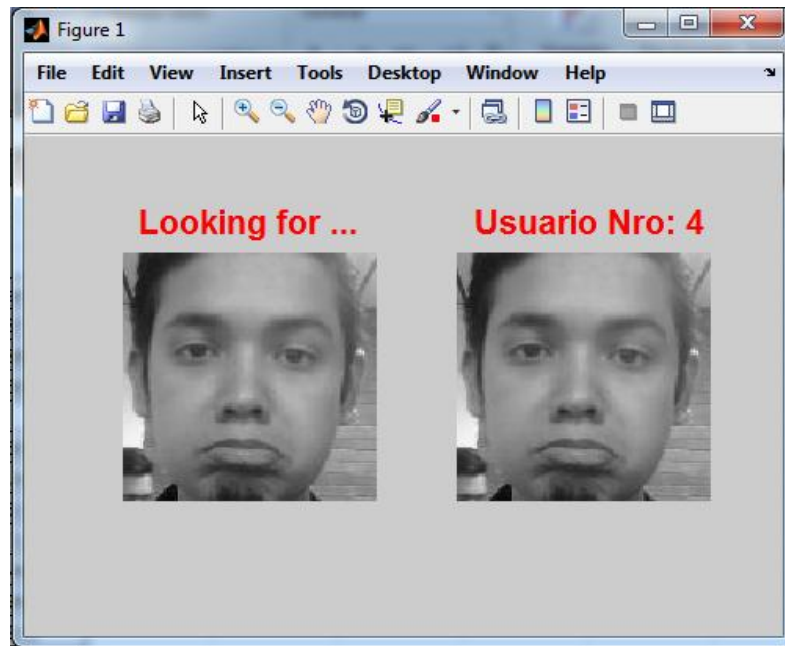 Figure 1
File Edit View Insert Tools Desktop Window Help
Looking for ... Usuario Nro: 4